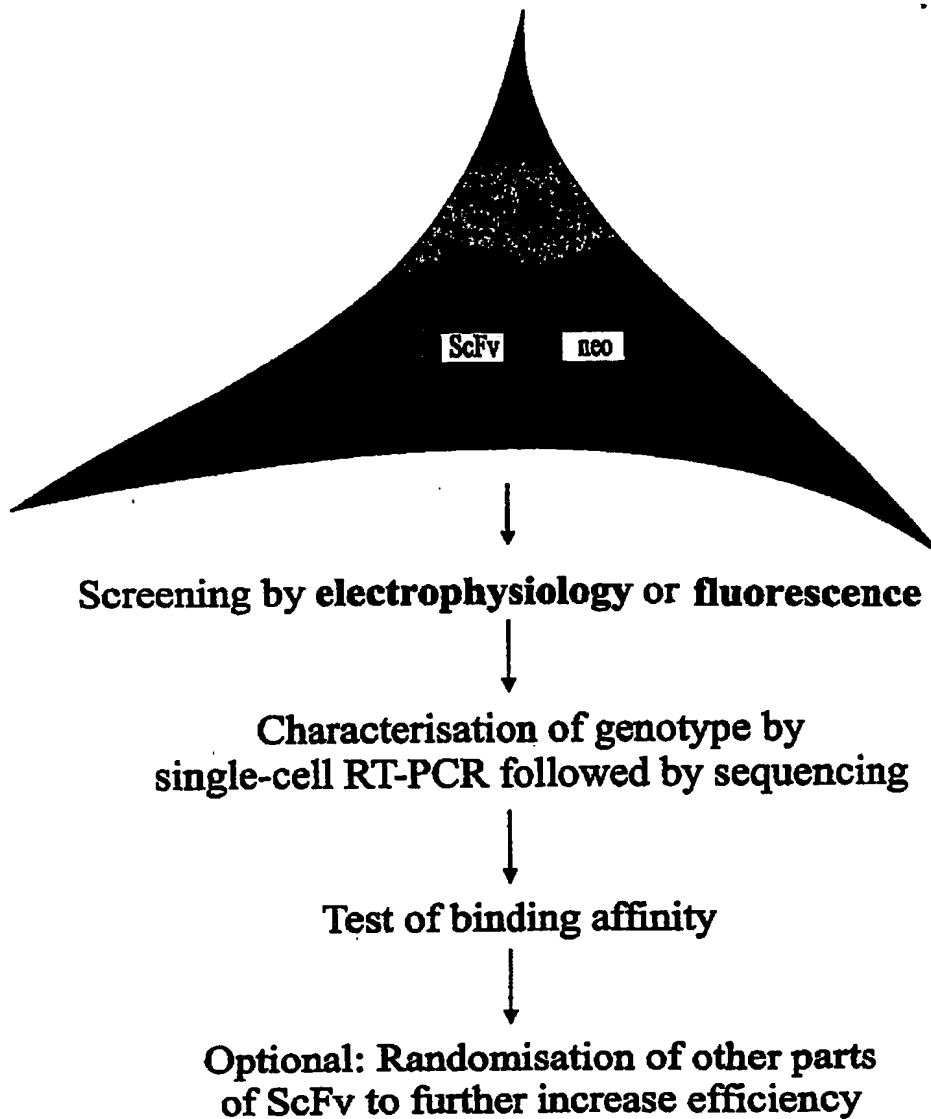 ScFv neo
Screening by electrophysiology or fluorescence
Characterisation of genotype by
single-cell RT-PCR followed by sequencing
Test of binding affinity
Optional: Randomisation of other parts
of ScFv to further increase efficiency